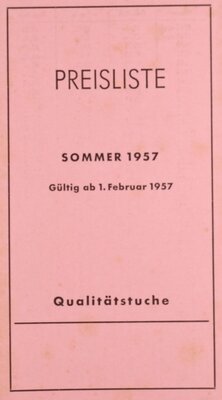 PREISLISTE
SOMMER 1957
Gültig ab 1. Februar 1957
Qualitätstuche